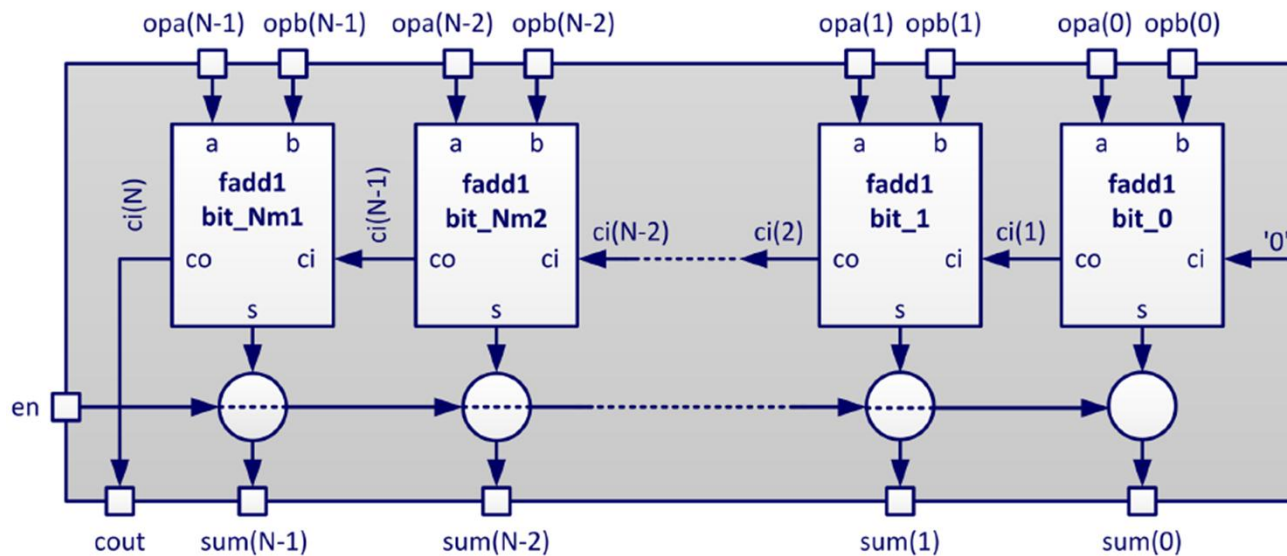 opa(N-1) opb(N-1) opa(N-2) opb(N-2) opa(1) opb(1) opa(0) opb(0)
a b a b a b a b
fadd1 fadd1 fadd1 fadd1
bit_Nm1 bit_Nm2 bit_1 bit_0
ci(N) ci(N-1) ci(N-2) ci(2) ci(1) '0'
co ci co ci co ci co ci
s s s s
en
cout sum(N-1) sum(N-2) sum(1) sum(0)